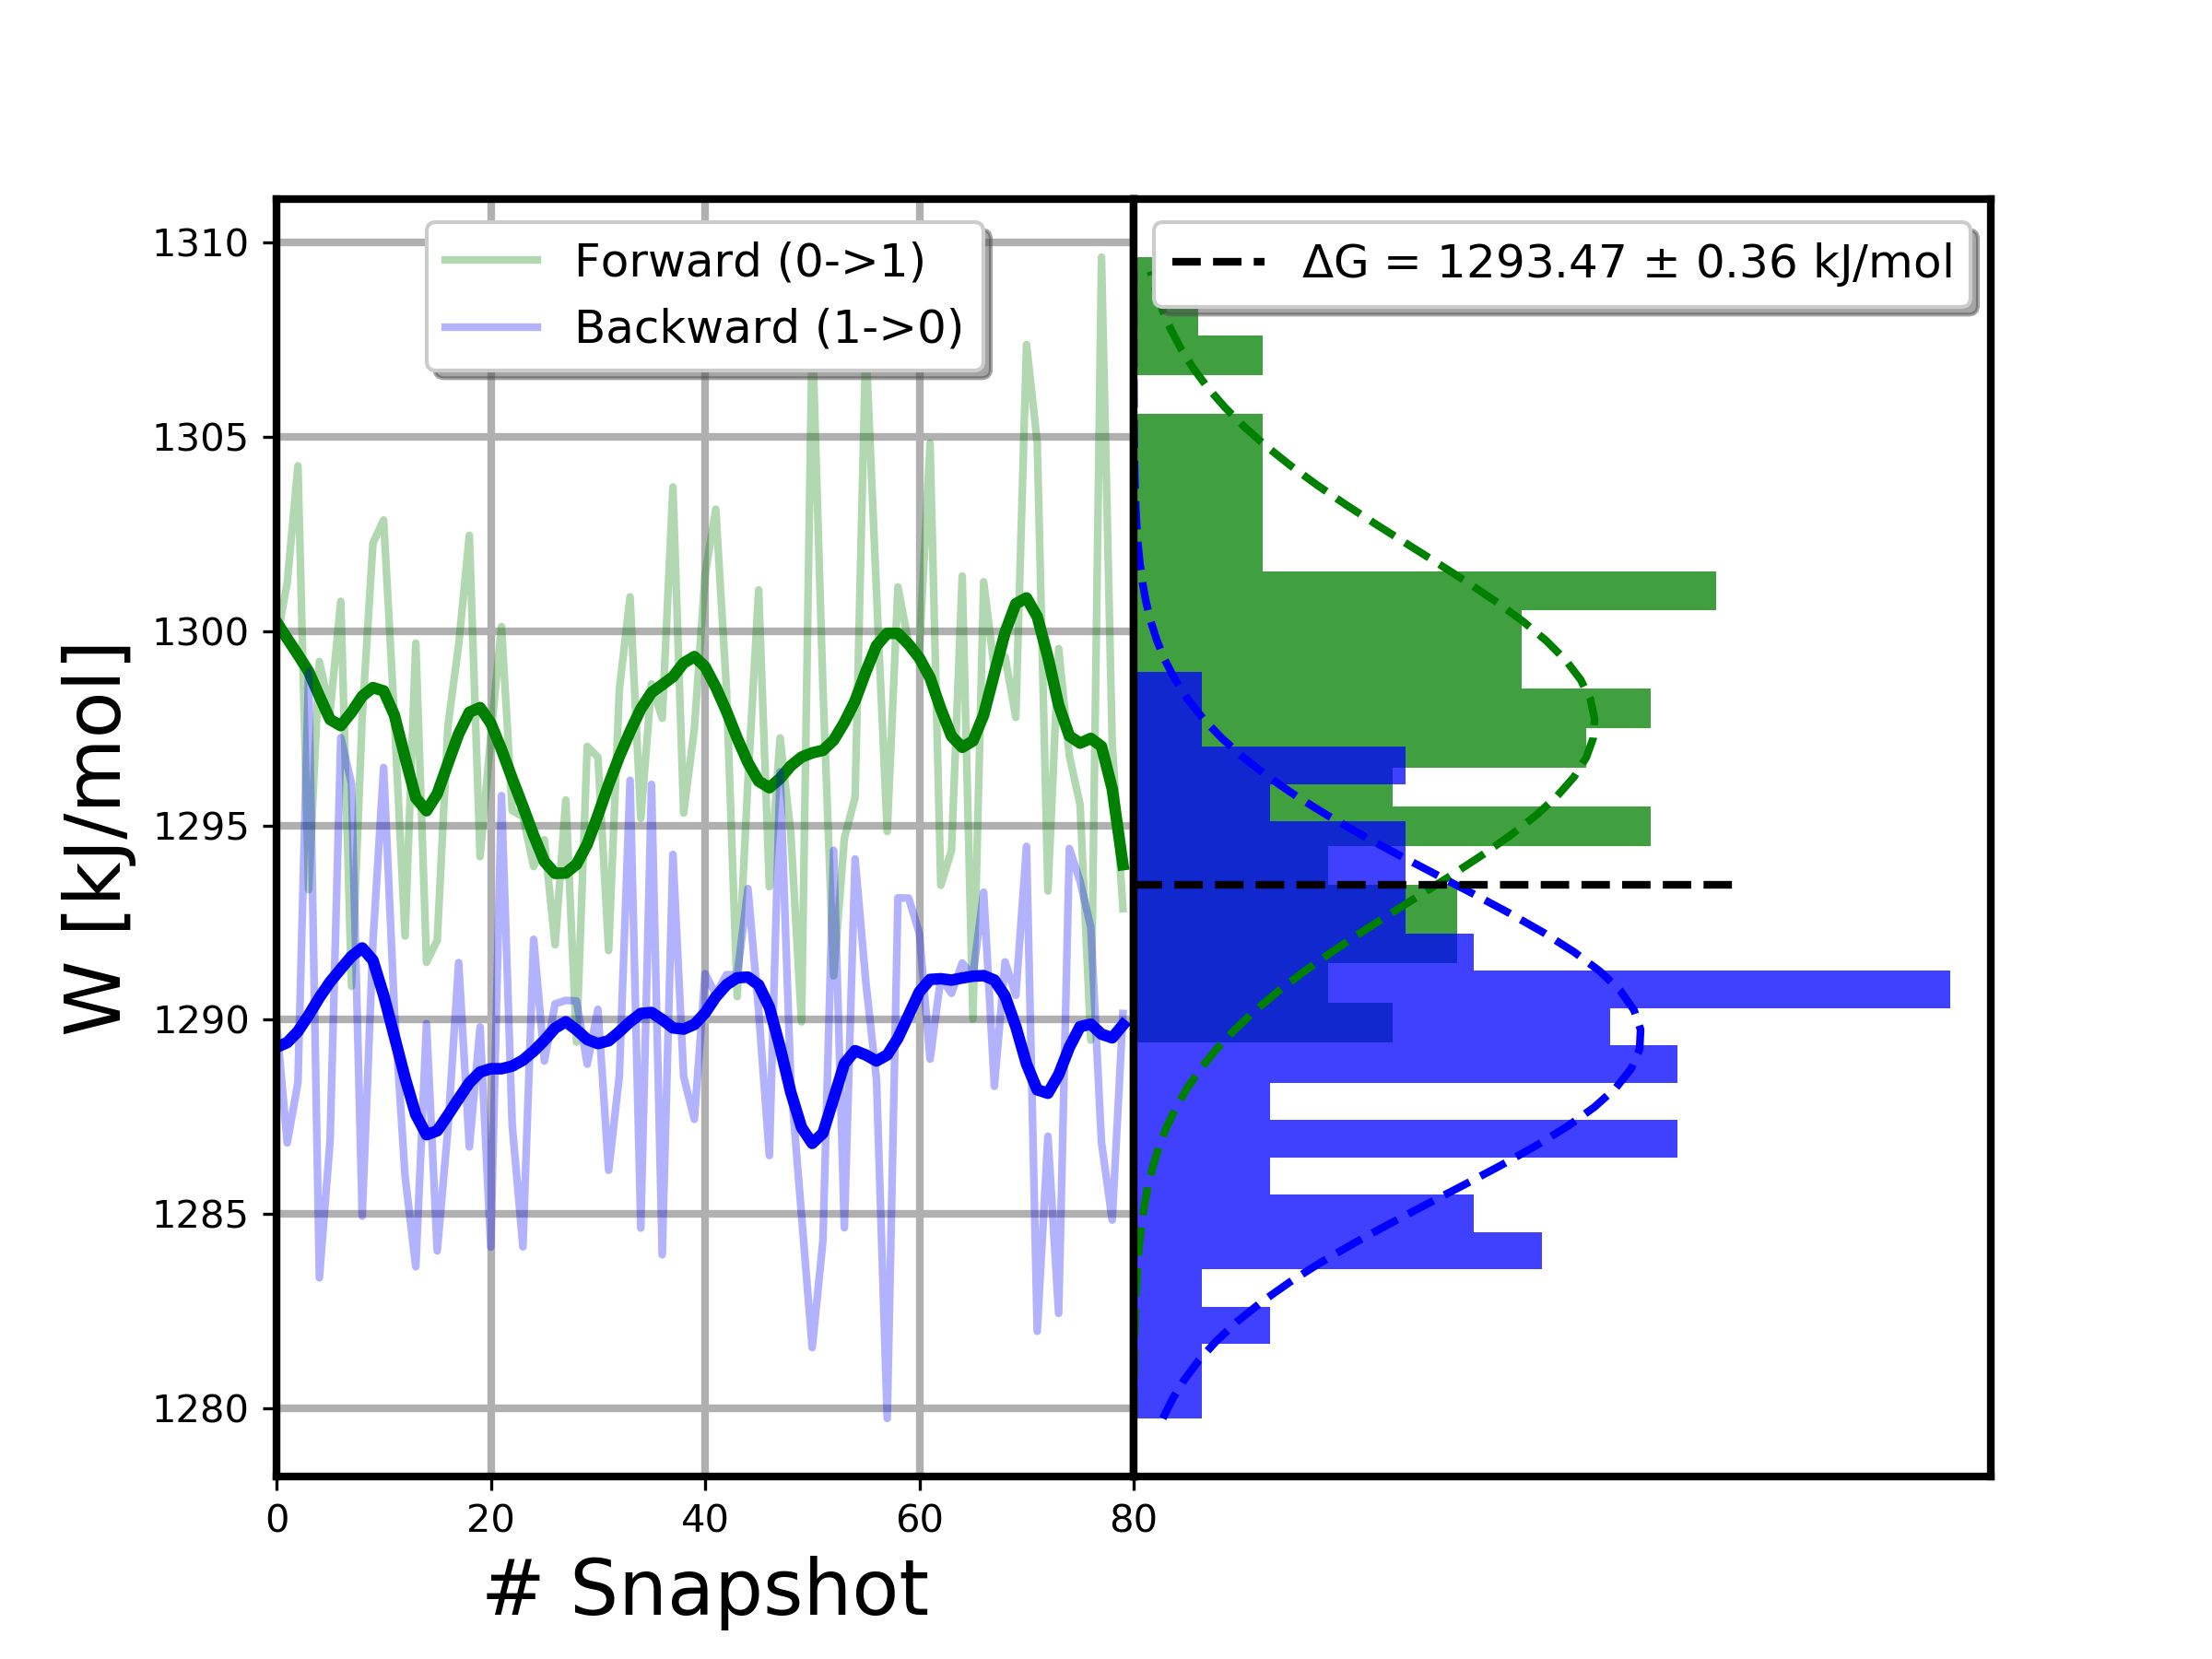 Forward (0->1)
Backward (1->0)
ΔG = 1293.47 ± 0.36 kJ/mol
W [kJ/mol]
1310
1305
1300
1295
1290
1285
1280
0 20 40 60 80
# Snapshot